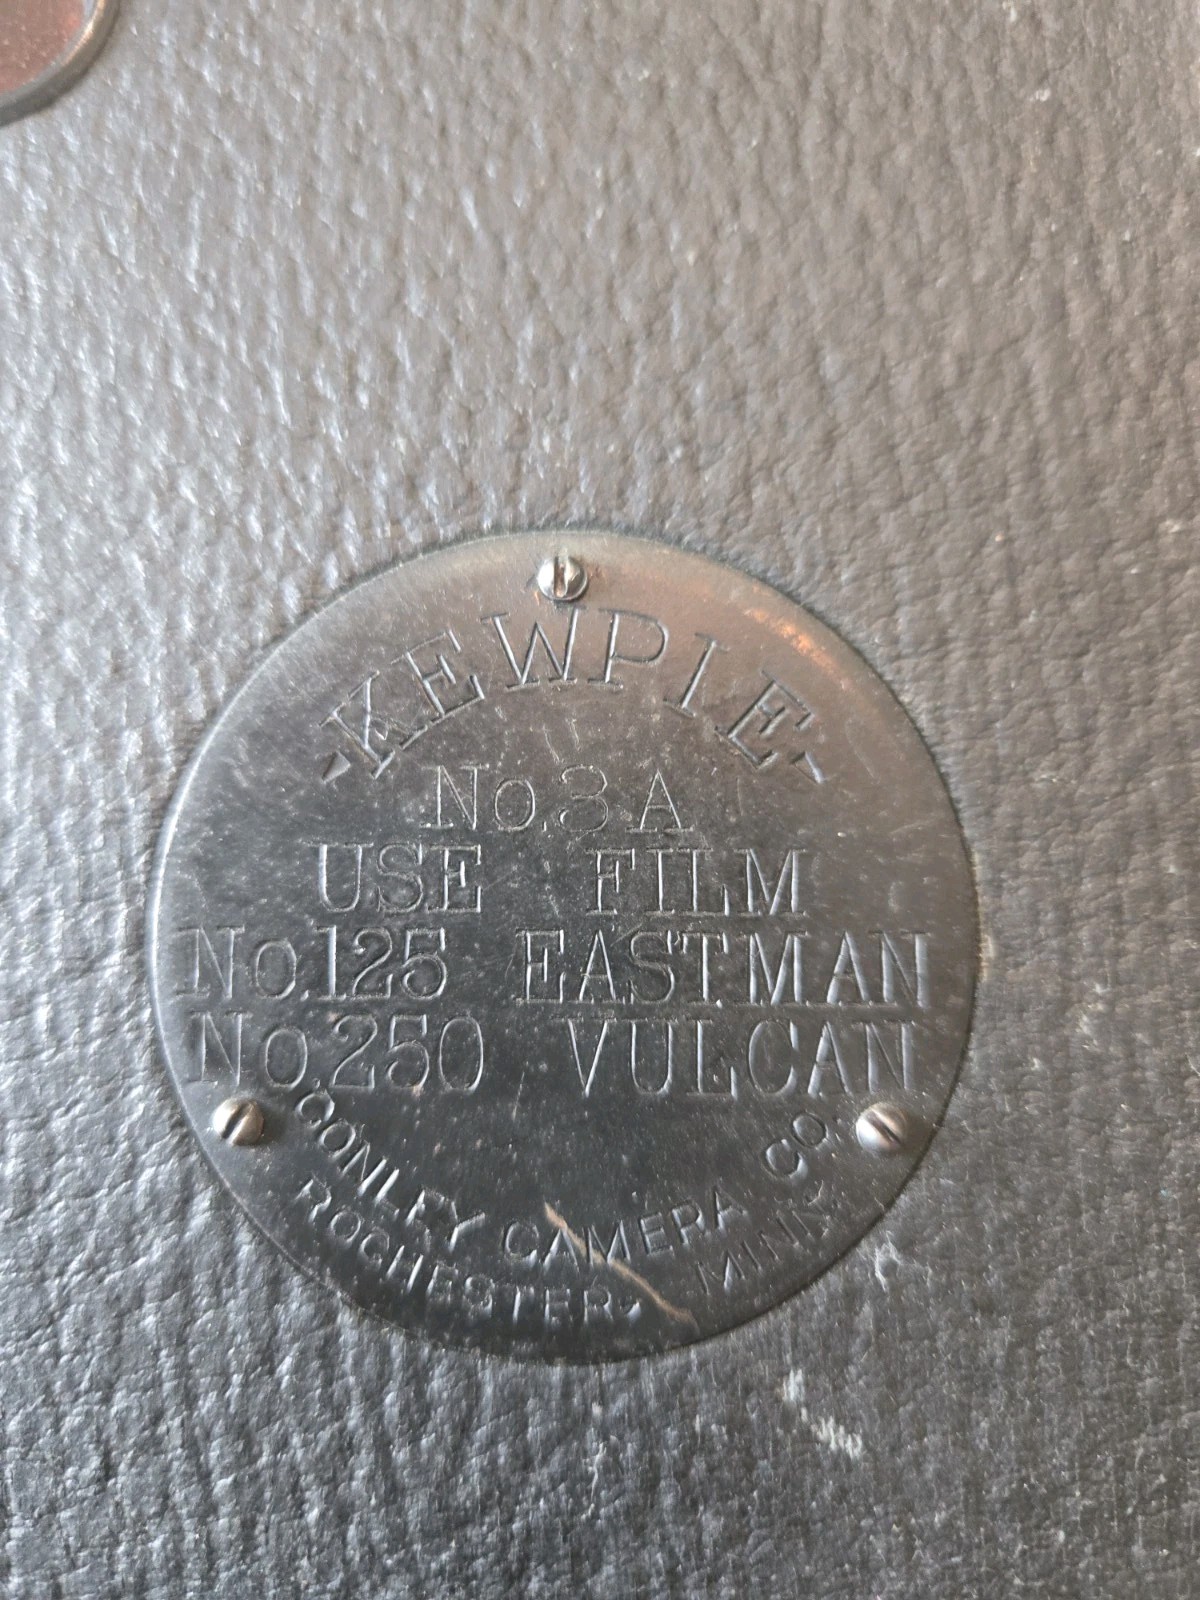 KEWPIE
No. 3A
USE FILM
No. 125 EASTMAN
No. 250 VULCAN
CONLEY CAMERA CO.
ROCHESTER, MINN.